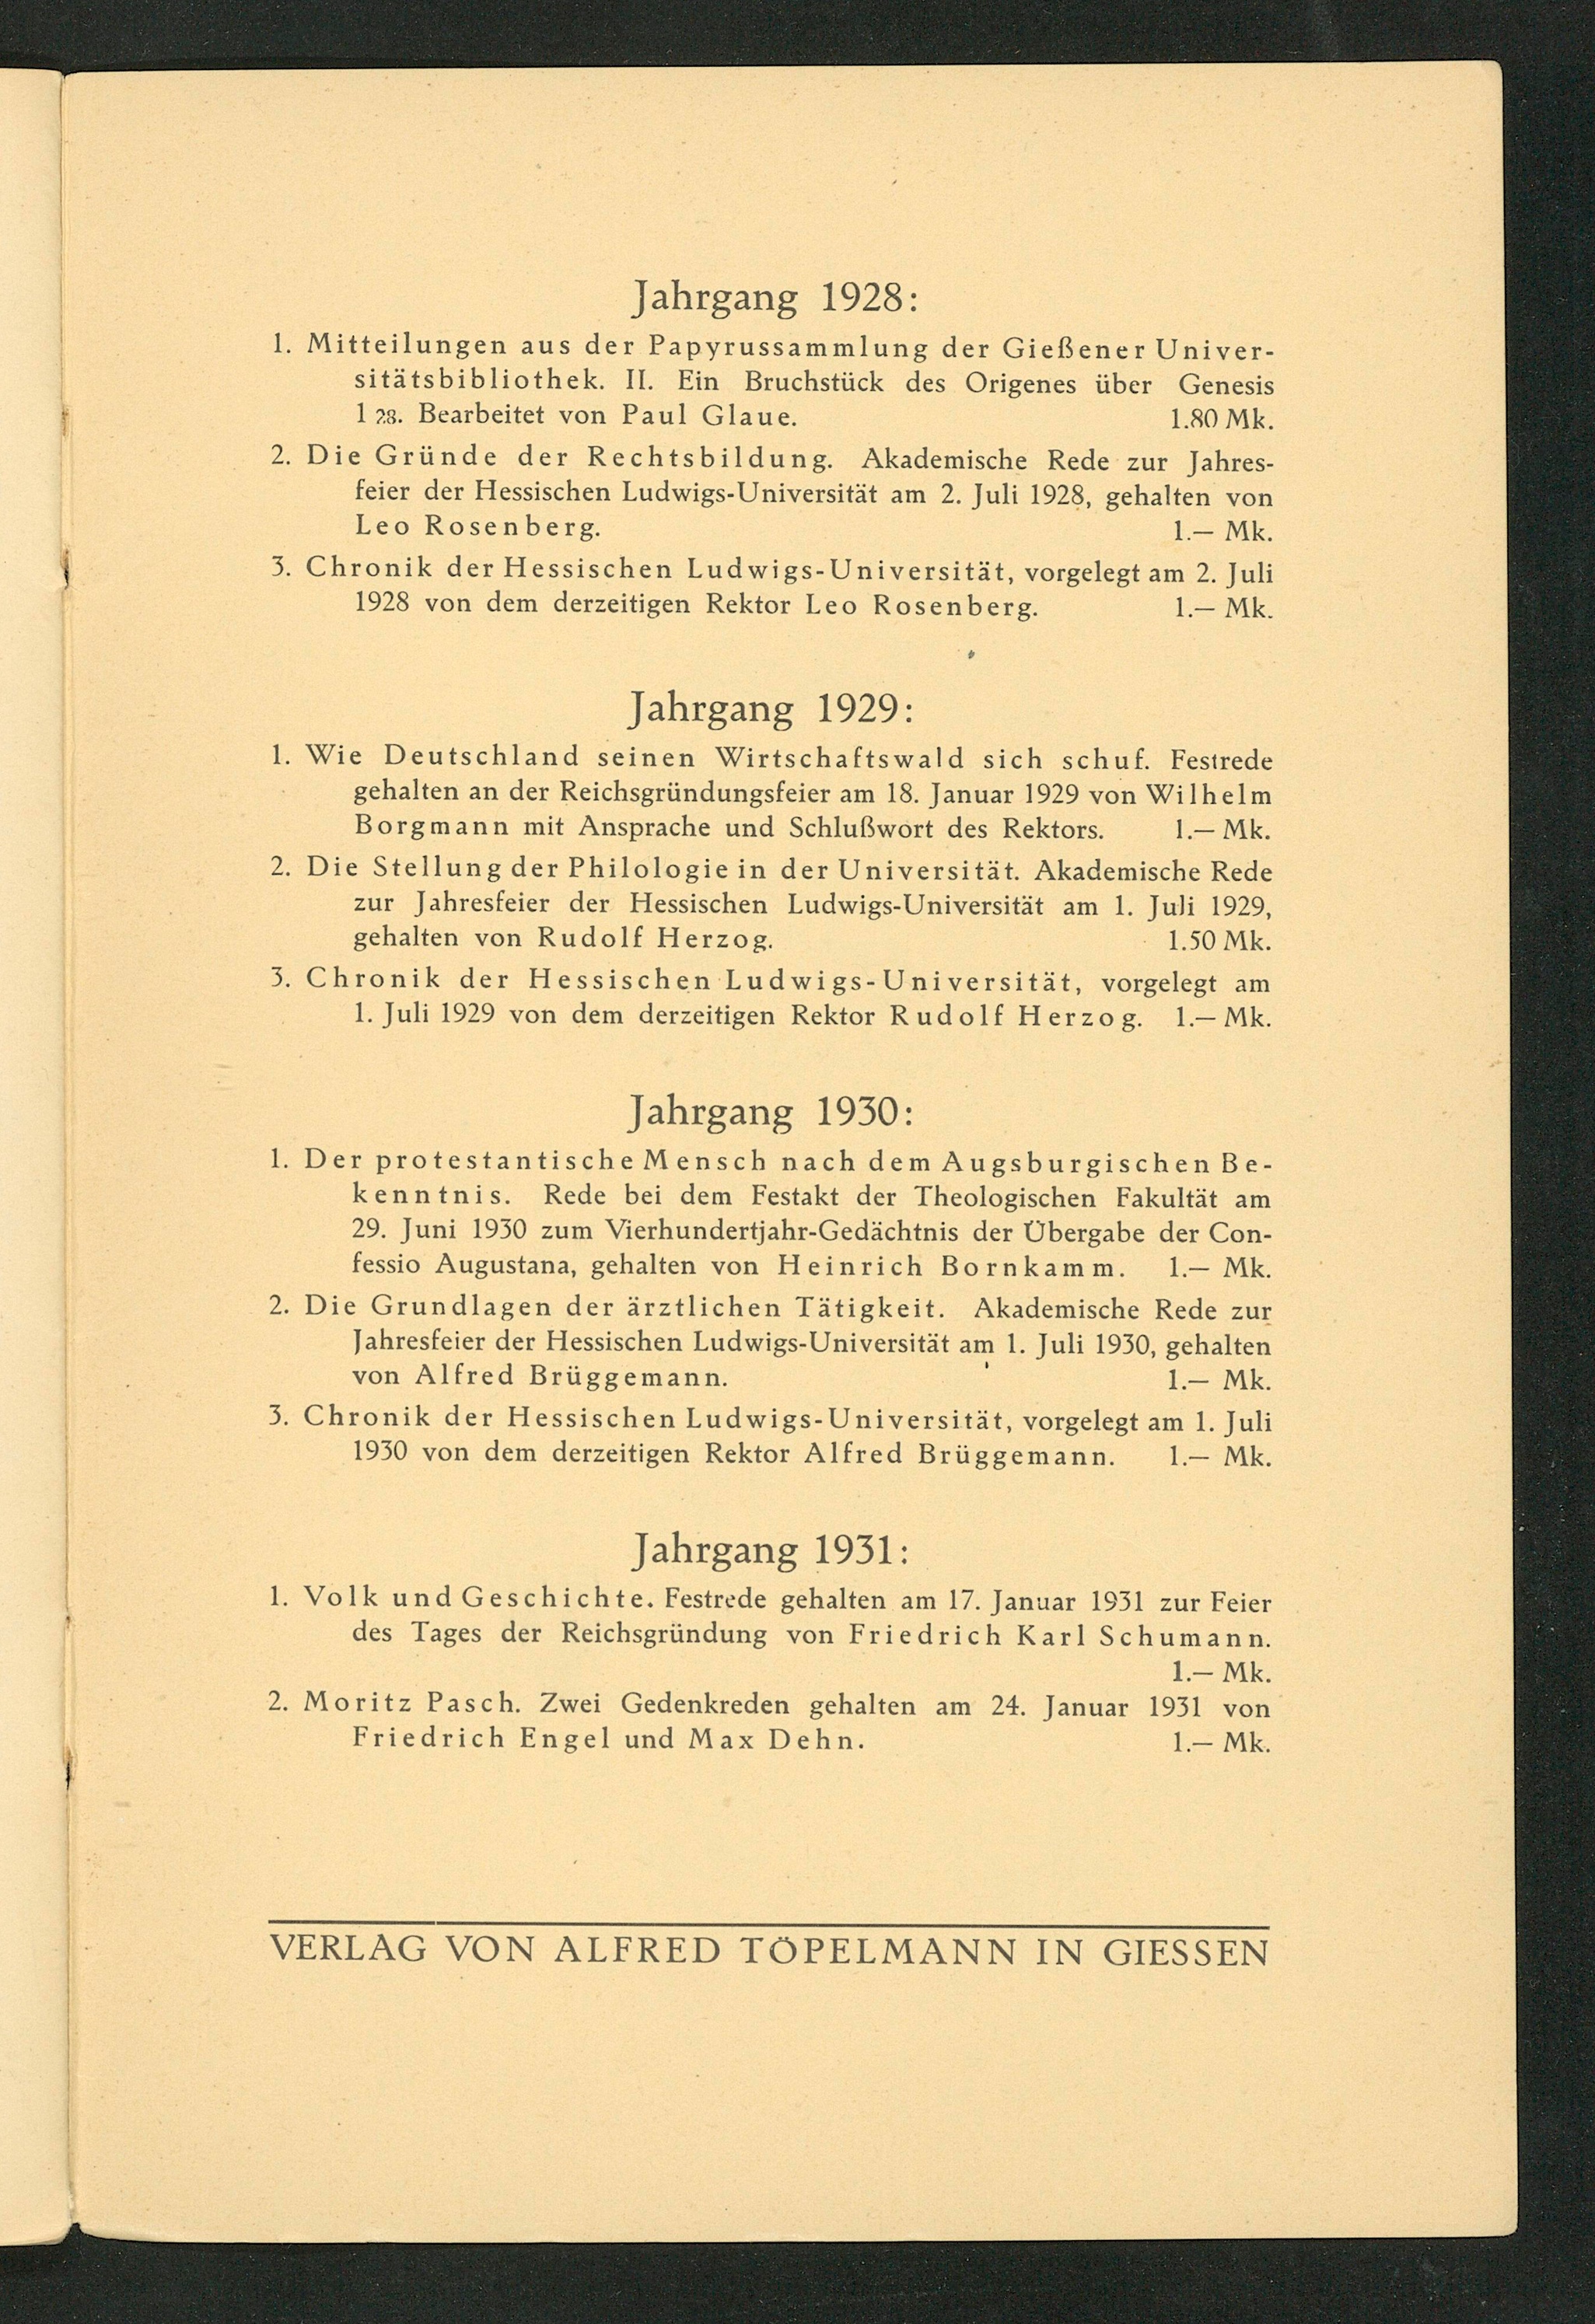 Jahrgang 1928:
1. Mitteilungen aus der Papyrussammlung der Gießener Univer-
sitätsbibliothek. II. Ein Bruchstück des Origenes über Genesis
1 28. Bearbeitet von Paul Glaue. 1.80 Mk.
2. Die Gründe der Rechtsbildung. Akademische Rede zur Jahres-
feier der Hessischen Ludwigs-Universität am 2. Juli 1928, gehalten von
Leo Rosenberg. 1.— Mk.
3. Chronik der Hessischen Ludwigs-Universität, vorgelegt am 2. Juli
1928 von dem derzeitigen Rektor Leo Rosenberg. 1.— Mk.
Jahrgang 1929:
1. Wie Deutschland seinen Wirtschaftswald sich schuf. Festrede
gehalten an der Reichsgründungsfeier am 18. Januar 1929 von Wilhelm
Borgmann mit Ansprache und Schlußwort des Rektors. 1.— Mk.
2. Die Stellung der Philologie in der Universität. Akademische Rede
zur Jahresfeier der Hessischen Ludwigs-Universität am 1. Juli 1929,
gehalten von Rudolf Herzog. 1.50 Mk.
3. Chronik der Hessischen Ludwigs-Universität, vorgelegt am
1. Juli 1929 von dem derzeitigen Rektor Rudolf Herzog. 1.— Mk.
Jahrgang 1930:
1. Der protestantische Mensch nach dem Augsburgischen Be-
kenntnis. Rede bei dem Festakt der Theologischen Fakultät am
29. Juni 1930 zum Vierhundertjahr-Gedächtnis der Übergabe der Con-
fessio Augustana, gehalten von Heinrich Bornkamm. 1.— Mk.
2. Die Grundlagen der ärztlichen Tätigkeit. Akademische Rede zur
Jahresfeier der Hessischen Ludwigs-Universität am 1. Juli 1930, gehalten
von Alfred Brüggemann. 1.— Mk.
3. Chronik der Hessischen Ludwigs-Universität, vorgelegt am 1. Juli
1930 von dem derzeitigen Rektor Alfred Brüggemann. 1.— Mk.
Jahrgang 1931:
1. Volk und Geschichte. Festrede gehalten am 17. Januar 1931 zur Feier
des Tages der Reichsgründung von Friedrich Karl Schumann.
1.— Mk.
2. Moritz Pasch. Zwei Gedenkreden gehalten am 24. Januar 1931 von
Friedrich Engel und Max Dehn. 1.— Mk.
VERLAG VON ALFRED TÖPELMANN IN GIESSEN